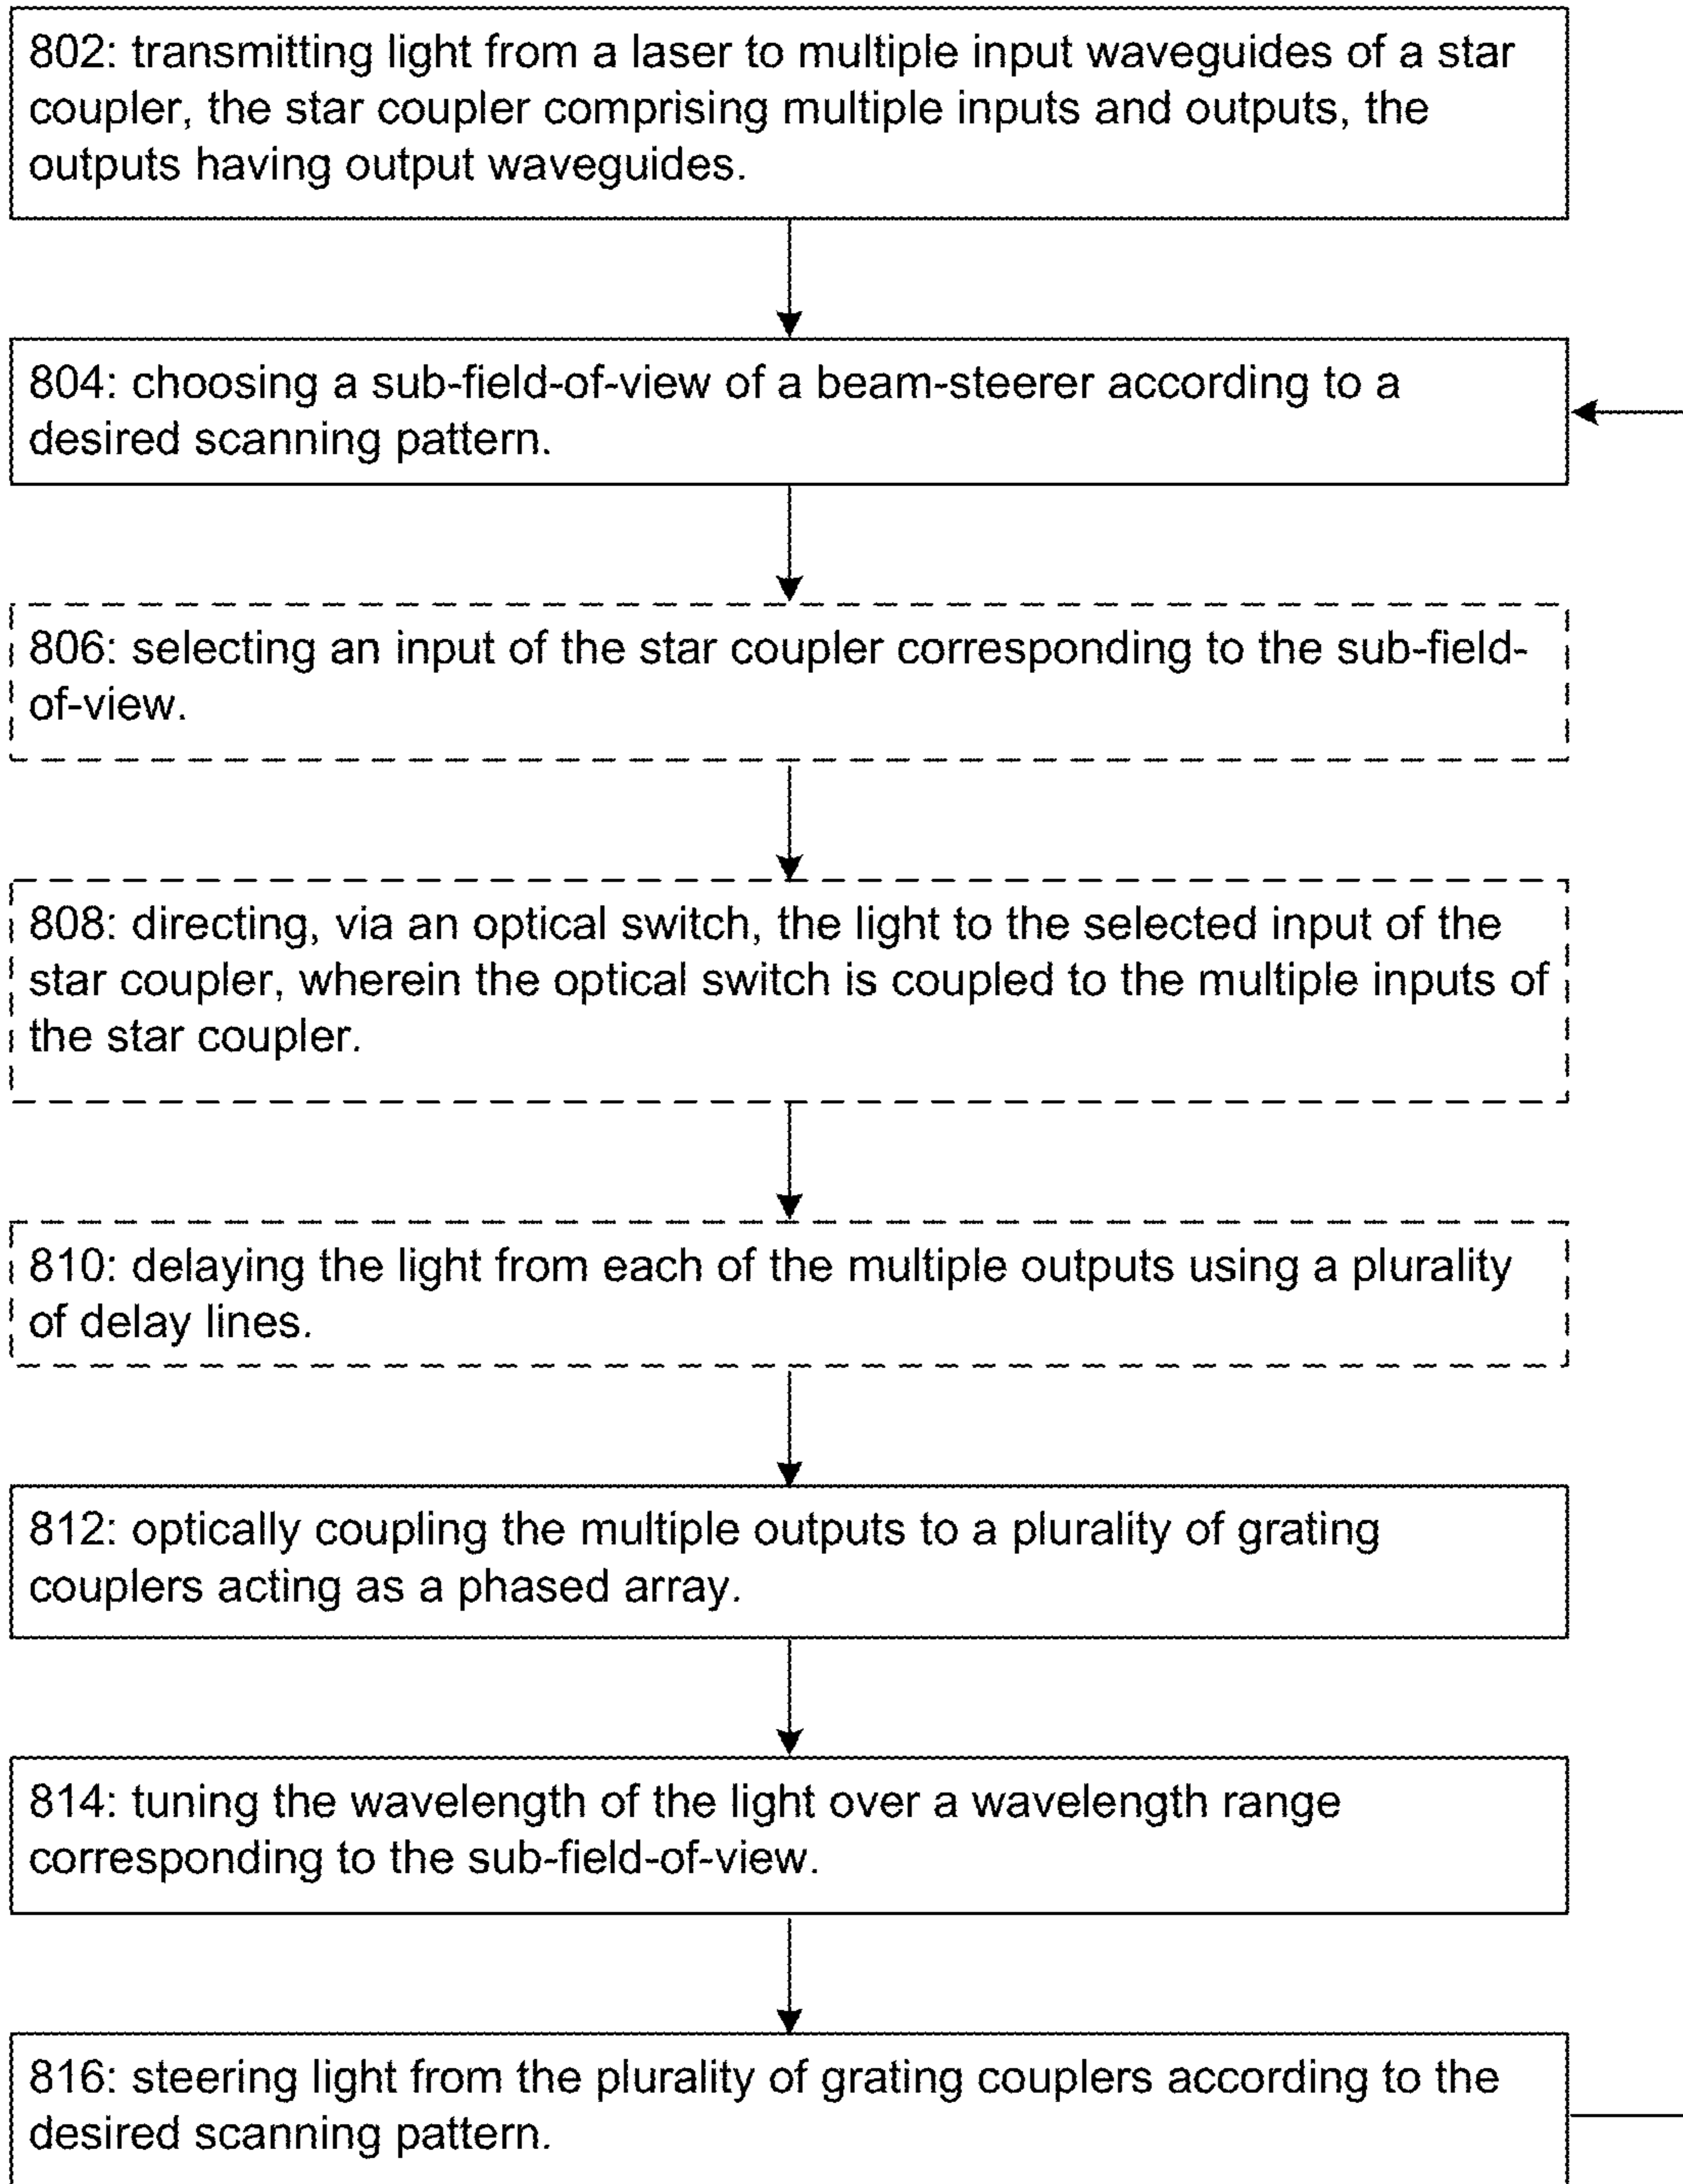 802: transmitting light from a laser to multiple input waveguides of a star
coupler, the star coupler comprising multiple inputs and outputs, the
outputs having output waveguides.
804: choosing a sub-field-of-view of a beam-steerer according to a
desired scanning pattern.
806: selecting an input of the star coupler corresponding to the sub-field-
of-view.
808: directing, via an optical switch, the light to the selected input of the
star coupler, wherein the optical switch is coupled to the multiple inputs of
the star coupler.
810: delaying the light from each of the multiple outputs using a plurality
of delay lines.
812: optically coupling the multiple outputs to a plurality of grating
couplers acting as a phased array.
814: tuning the wavelength of the light over a wavelength range
corresponding to the sub-field-of-view.
816: steering light from the plurality of grating couplers according to the
desired scanning pattern.